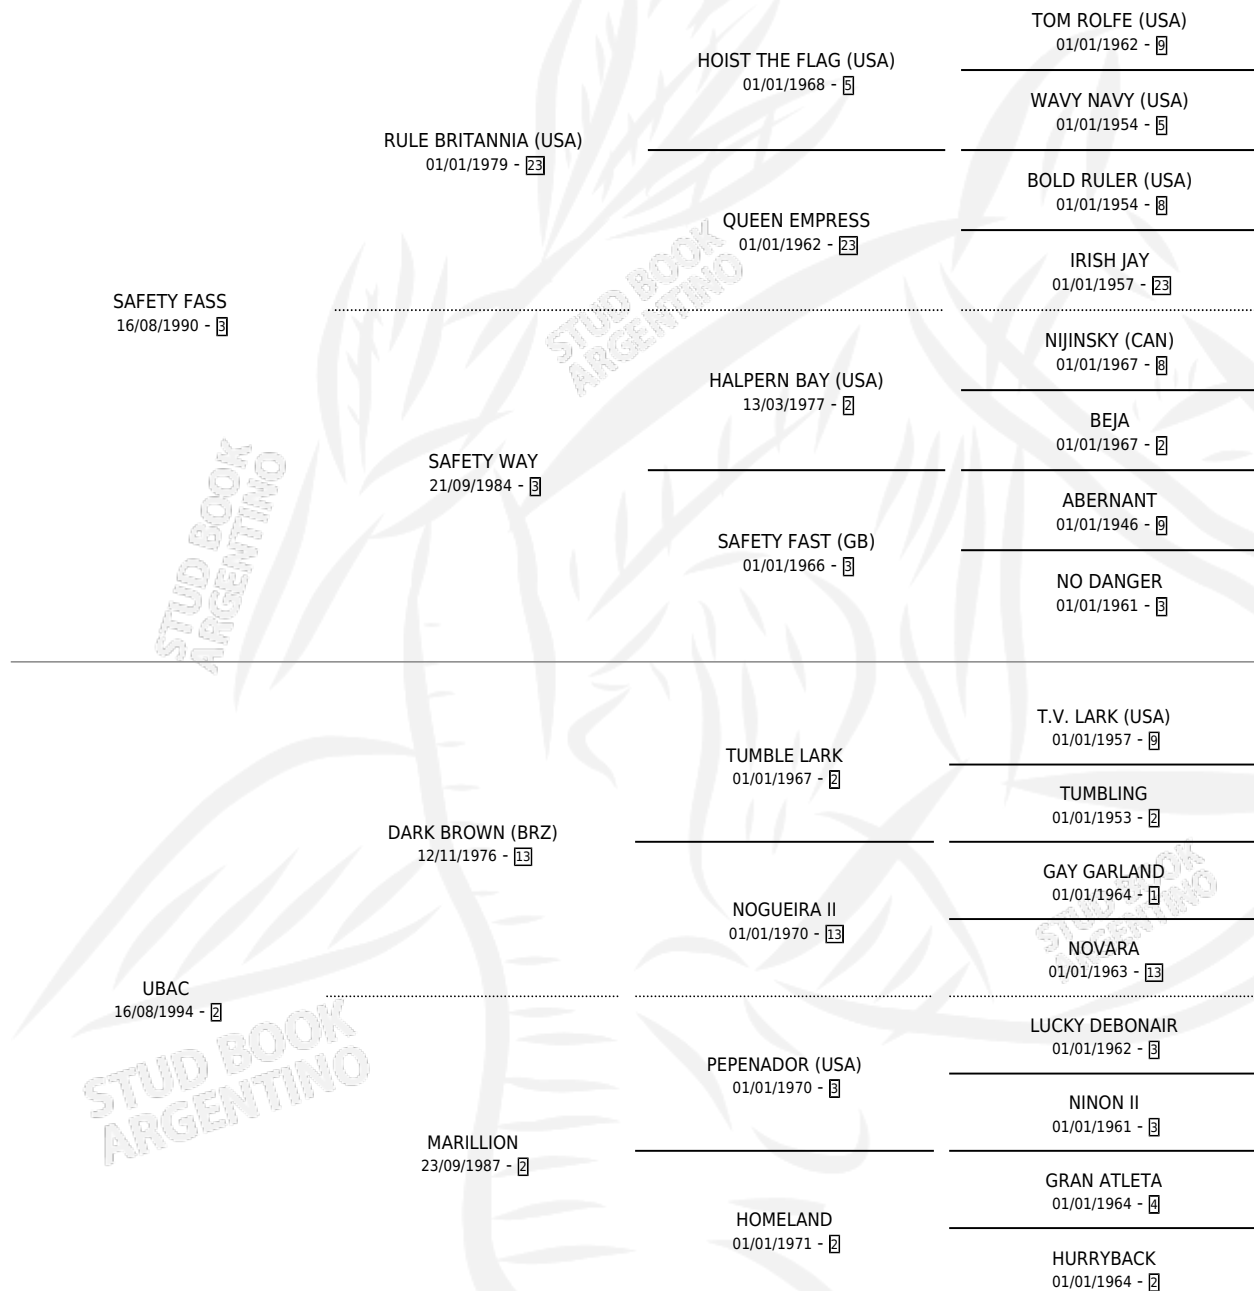 TOM ROLFE (USA)
01/01/1962 - 9
HOIST THE FLAG (USA)
01/01/1968 - 5
WAVY NAVY (USA)
01/01/1954 - 5
RULE BRITANNIA (USA)
01/01/1979 - 23
BOLD RULER (USA)
01/01/1954 - 8
QUEEN EMPRESS
01/01/1962 - 23
IRISH JAY
01/01/1957 - 23
SAFETY FASS
16/08/1990 - 3
NIJINSKY (CAN)
01/01/1967 - 8
HALPERN BAY (USA)
13/03/1977 - 2
BEJA
01/01/1967 - 2
SAFETY WAY
21/09/1984 - 3
ABERNANT
01/01/1946 - 9
SAFETY FAST (GB)
01/01/1966 - 3
NO DANGER
01/01/1961 - 3
STUD BOOK
ARGENTINO
STUD BOOK
ARGENTINO
T.V. LARK (USA)
01/01/1957 - 9
TUMBLE LARK
01/01/1967 - 2
TUMBLING
01/01/1953 - 2
DARK BROWN (BRZ)
12/11/1976 - 13
GAY GARLAND
01/01/1964 - 1
NOGUEIRA II
01/01/1970 - 13
NOVARA
01/01/1963 - 13
STUD BOOK
ARGENTINO
UBAC
16/08/1994 - 2
LUCKY DEBONAIR
01/01/1962 - 3
PEPENADOR (USA)
01/01/1970 - 3
NINON II
01/01/1961 - 3
MARILLION
23/09/1987 - 2
GRAN ATLETA
01/01/1964 - 4
HOMELAND
01/01/1971 - 2
HURRYBACK
01/01/1964 - 2
STUD BOOK
ARGENTINO